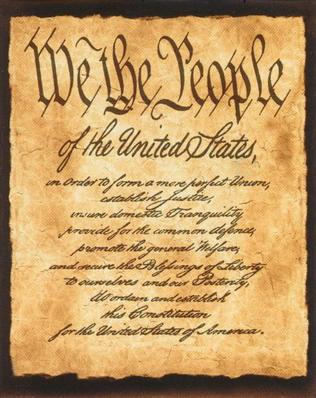 We the People
of the United States,
in Order to form a more perfect Union,
establish Justice,
insure domestic Tranquility
provide for the common defence,
promote the general Welfare,
and secure the Blessings of Liberty
to ourselves and our Posterity,
do ordain and establish
this Constitution
for the United States of America.